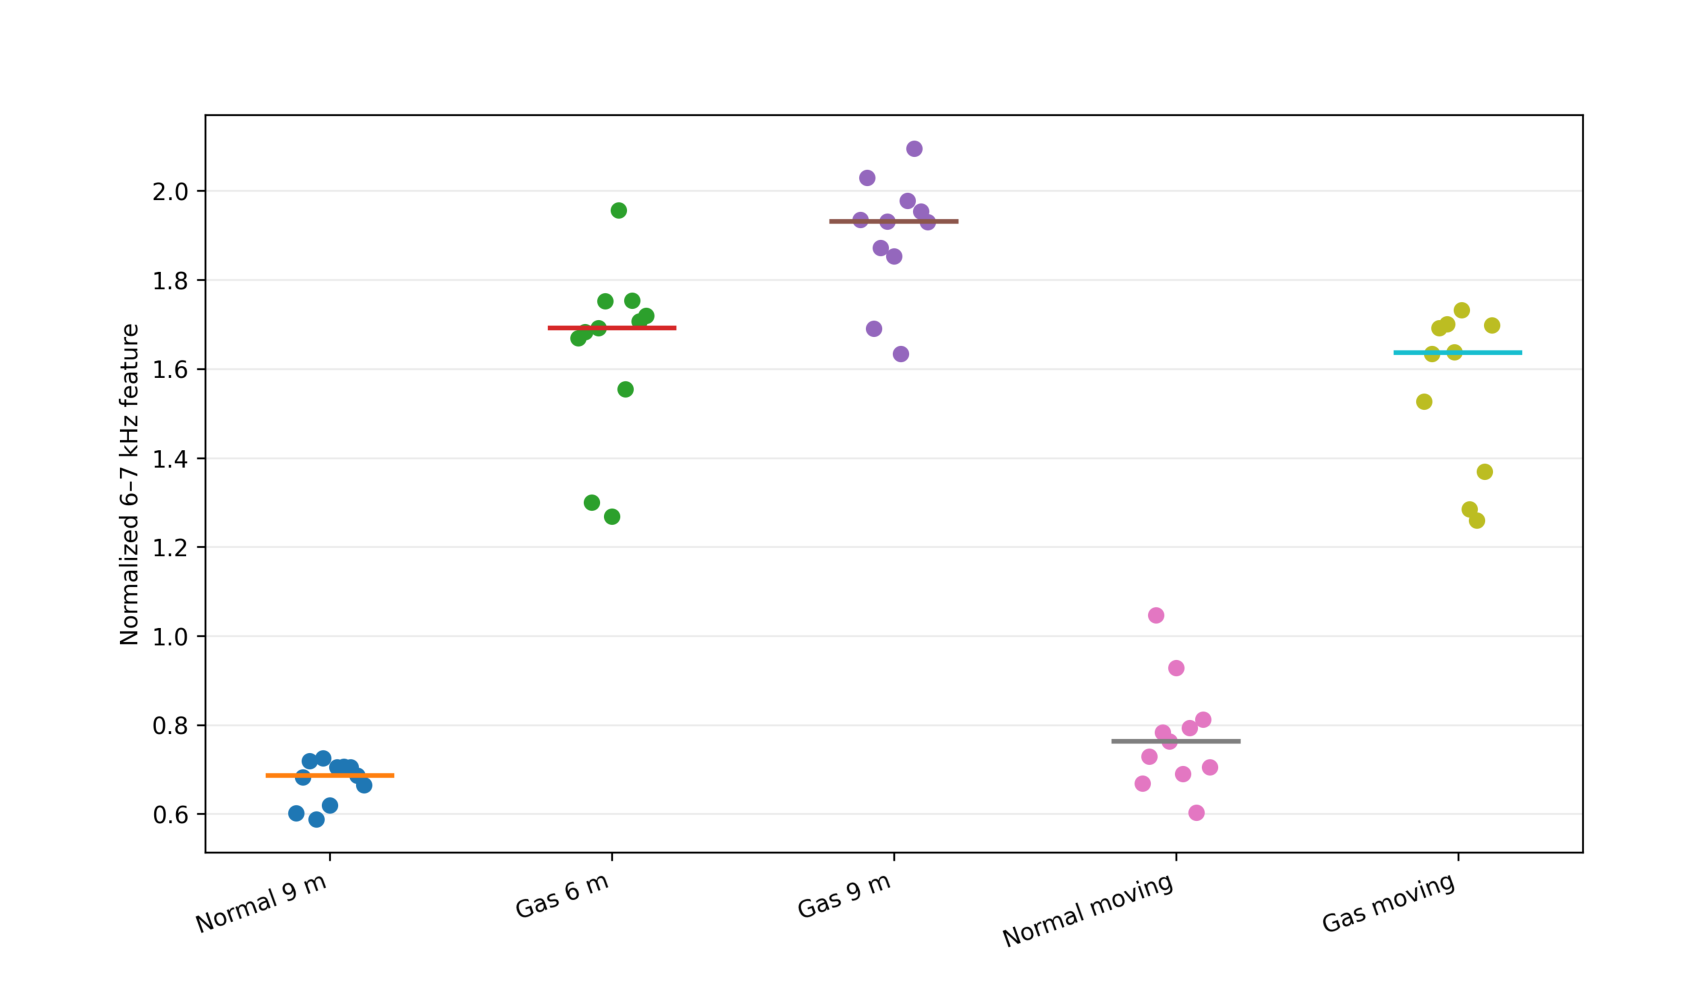 Normalized 6–7 kHz feature
2.0
1.8
1.6
1.4
1.2
1.0
0.8
0.6
Normal 9 m
Gas 6 m
Gas 9 m
Normal moving
Gas moving